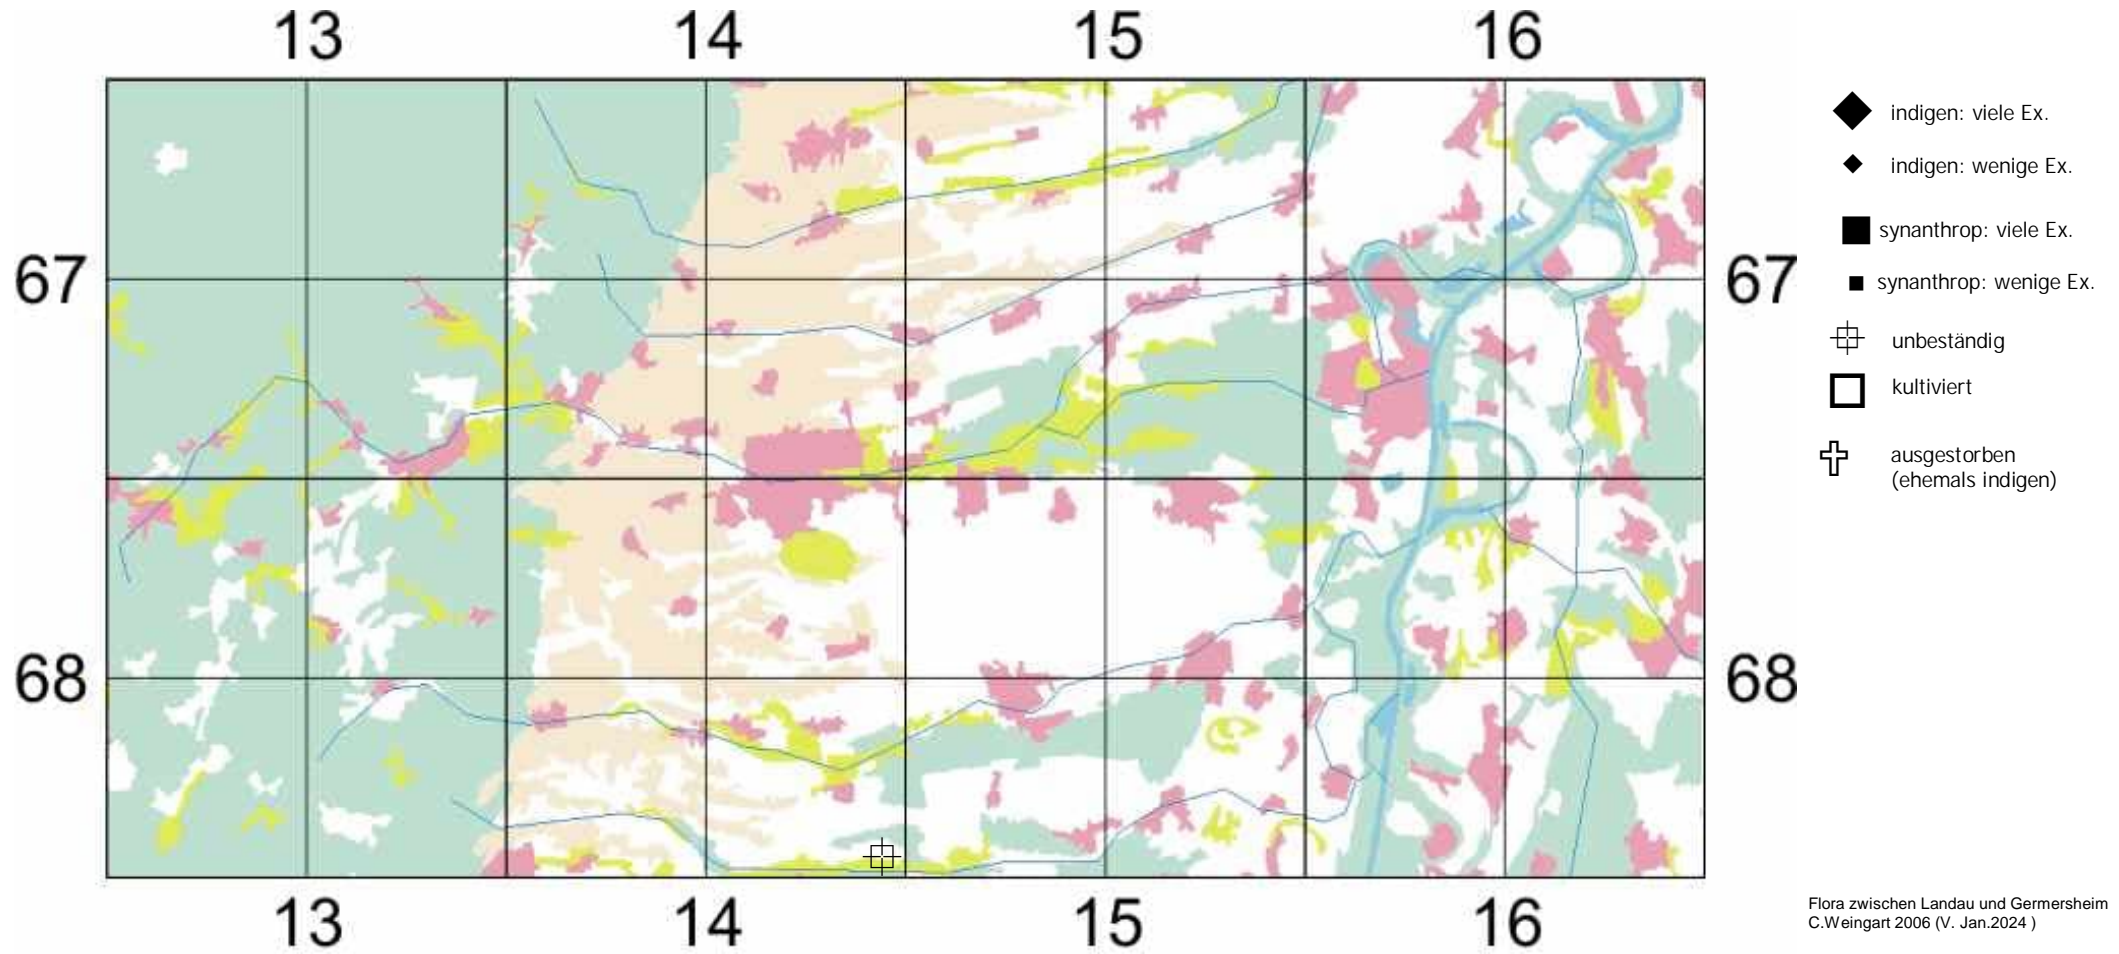 13 14 15 16
67 67
68 68
13 14 15 16
indigen: viele Ex.
indigen: wenige Ex.
synanthrop: viele Ex.
synanthrop: wenige Ex.
unbeständig
kultiviert
ausgestorben
(ehemals indigen)
Flora zwischen Landau und Germersheim
C.Weingart 2006 (V. Jan.2024 )